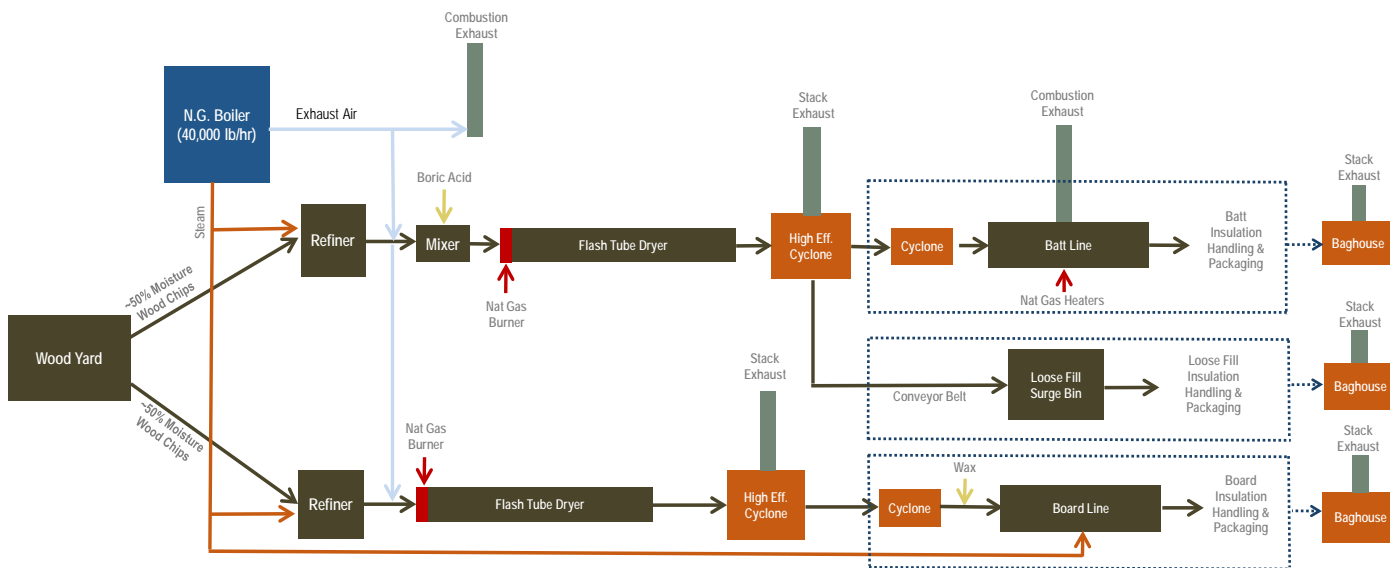 Combustion
Exhaust
N.G. Boiler
(40,000 lb/hr)
Exhaust Air
Stack
Exhaust
Combustion
Exhaust
Stack
Exhaust
Boric Acid
Steam
Refiner
Mixer
Flash Tube Dryer
High Eff.
Cyclone
Cyclone
Batt Line
Batt
Insulation
Handling &
Packaging
Baghouse
~50% Moisture
Wood Chips
Nat Gas
Burner
Nat Gas Heaters
Stack
Exhaust
Wood Yard
Stack
Exhaust
Conveyor Belt
Loose Fill
Surge Bin
Loose Fill
Insulation
Handling &
Packaging
Baghouse
~50% Moisture
Wood Chips
Nat Gas
Burner
Stack
Exhaust
Refiner
Flash Tube Dryer
High Eff.
Cyclone
Cyclone
Wax
Board Line
Board
Insulation
Handling &
Packaging
Baghouse